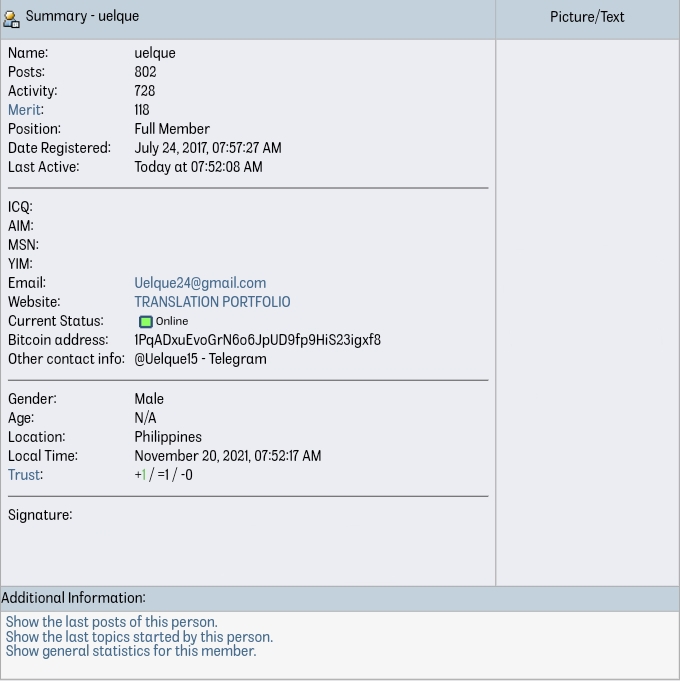 Summary - uelque
Picture/Text
Name: uelque
Posts: 802
Activity: 728
Merit: 118
Position: Full Member
Date Registered: July 24, 2017, 07:57:27 AM
Last Active: Today at 07:52:08 AM
ICQ:
AIM:
MSN:
YIM:
Email: Uelque24@gmail.com
Website: TRANSLATION PORTFOLIO
Current Status: Online
Bitcoin address: 1PqADxuEvoGrN6o6JpUD9fp9HiS23igxf8
Other contact info: @Uelque15 - Telegram
Gender: Male
Age: N/A
Location: Philippines
Local Time: November 20, 2021, 07:52:17 AM
Trust: +1 / =1 / -0
Signature:
Additional Information:
Show the last posts of this person.
Show the last topics started by this person.
Show general statistics for this member.